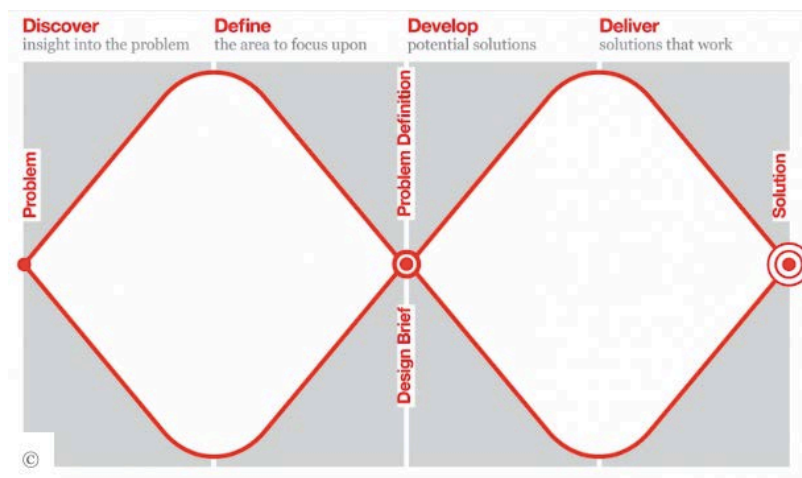 Discover
insight into the problem
Define
the area to focus upon
Develop
potential solutions
Deliver
solutions that work
Problem
Problem Definition
Design Brief
Solution
©